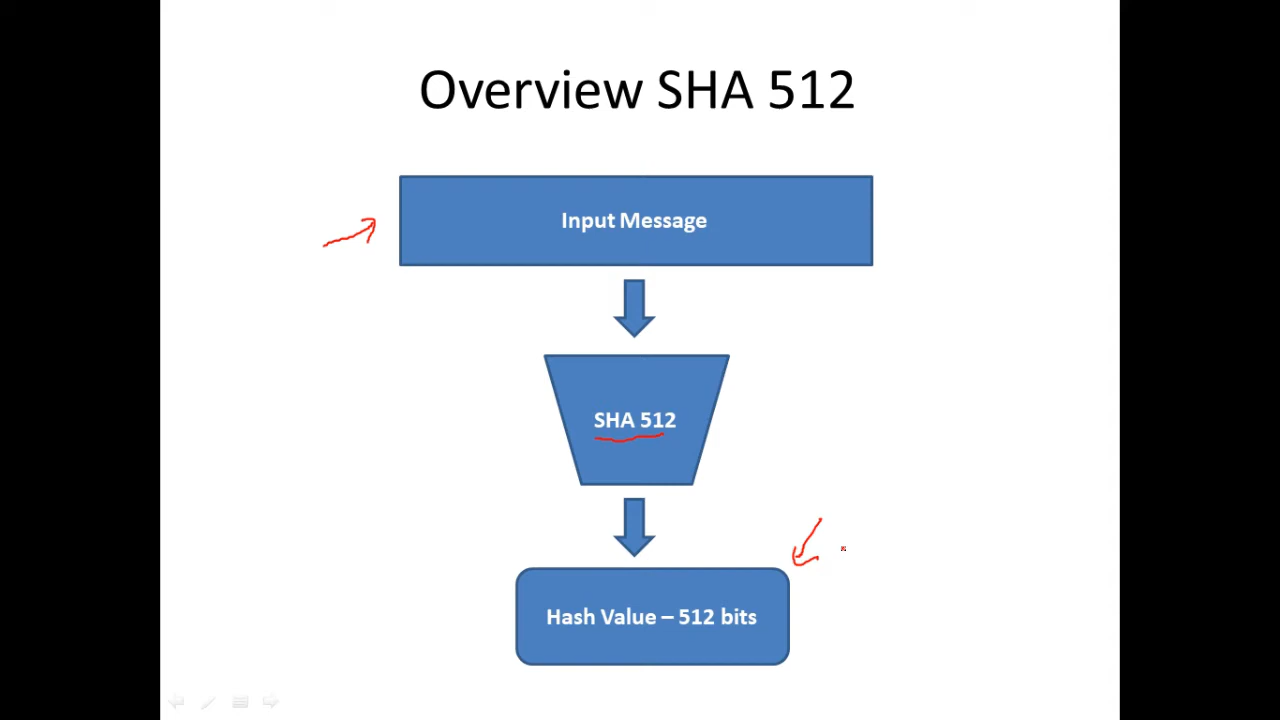 Overview SHA 512
Input Message
SHA 512
Hash Value – 512 bits